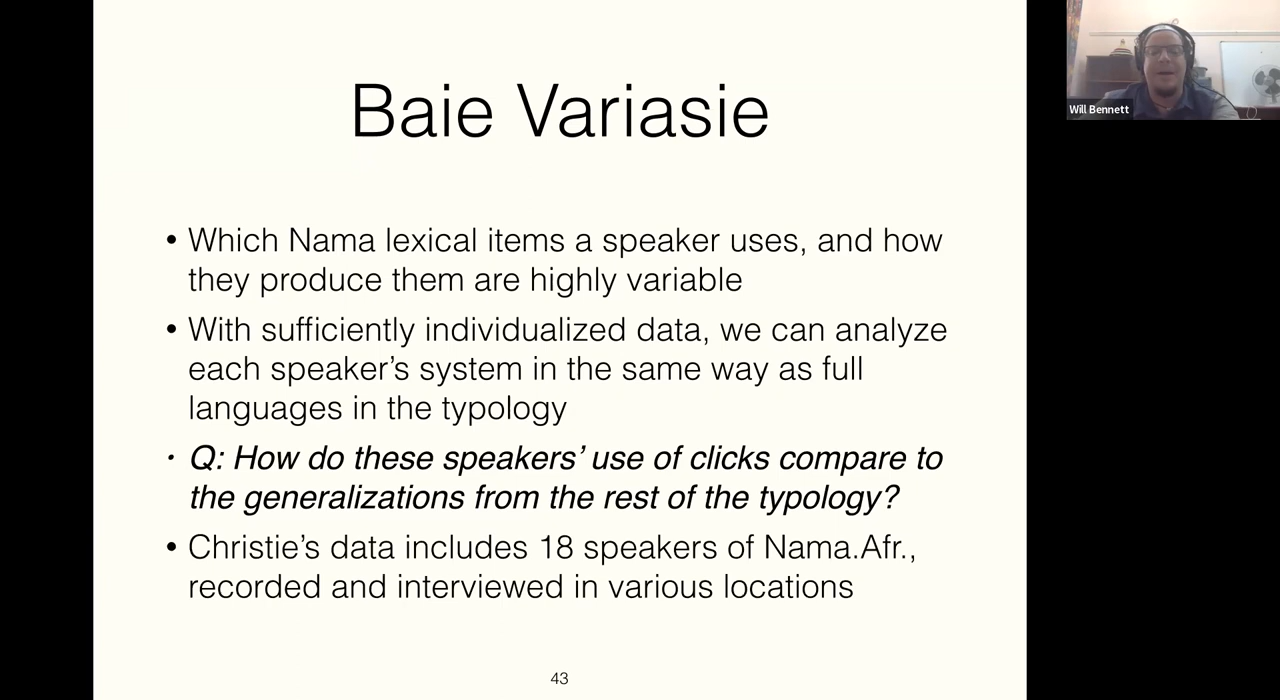 Baie Variasie
• Which Nama lexical items a speaker uses, and how
they produce them are highly variable
• With sufficiently individualized data, we can analyze
each speaker’s system in the same way as full
languages in the typology
• Q: How do these speakers’ use of clicks compare to
the generalizations from the rest of the typology?
• Christie’s data includes 18 speakers of Nama.Afr.,
recorded and interviewed in various locations
43
Will Bennett